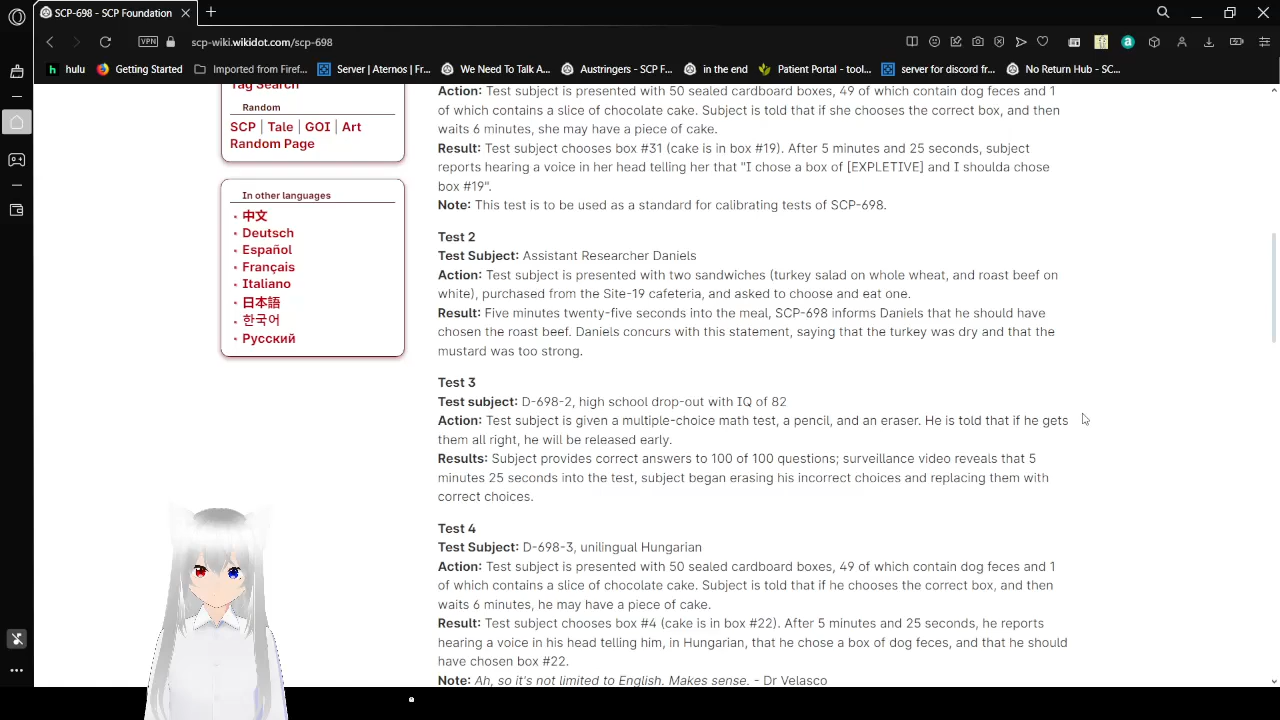 SCP-698 - SCP Foundation
VPN
scp-wiki.wikidot.com/scp-698
hulu
Getting Started
Imported from Firef...
Server | Aternos | Fr...
We Need To Talk A...
Austringers - SCP F...
in the end
Patient Portal - tool...
server for discord fr...
No Return Hub - SC...
Tag Search
Random
SCP | Tale | GOI | Art
Random Page
In other languages
中文
Deutsch
Español
Français
Italiano
日本語
한국어
Русский
Action: Test subject is presented with 50 sealed cardboard boxes, 49 of which contain dog feces and 1
of which contains a slice of chocolate cake. Subject is told that if she chooses the correct box, and then
waits 6 minutes, she may have a piece of cake.
Result: Test subject chooses box #31 (cake is in box #19). After 5 minutes and 25 seconds, subject
reports hearing a voice in her head telling her that "I chose a box of [EXPLETIVE] and I shoulda chose
box #19".
Note: This test is to be used as a standard for calibrating tests of SCP-698.
Test 2
Test Subject: Assistant Researcher Daniels
Action: Test subject is presented with two sandwiches (turkey salad on whole wheat, and roast beef on
white), purchased from the Site-19 cafeteria, and asked to choose and eat one.
Result: Five minutes twenty-five seconds into the meal, SCP-698 informs Daniels that he should have
chosen the roast beef. Daniels concurs with this statement, saying that the turkey was dry and that the
mustard was too strong.
Test 3
Test subject: D-698-2, high school drop-out with IQ of 82
Action: Test subject is given a multiple-choice math test, a pencil, and an eraser. He is told that if he gets
them all right, he will be released early.
Results: Subject provides correct answers to 100 of 100 questions; surveillance video reveals that 5
minutes 25 seconds into the test, subject began erasing his incorrect choices and replacing them with
correct choices.
Test 4
Test Subject: D-698-3, unilingual Hungarian
Action: Test subject is presented with 50 sealed cardboard boxes, 49 of which contain dog feces and 1
of which contains a slice of chocolate cake. Subject is told that if he chooses the correct box, and then
waits 6 minutes, he may have a piece of cake.
Result: Test subject chooses box #4 (cake is in box #22). After 5 minutes and 25 seconds, he reports
hearing a voice in his head telling him, in Hungarian, that he chose a box of dog feces, and that he should
have chosen box #22.
Note: Ah, so it's not limited to English. Makes sense. - Dr Velasco